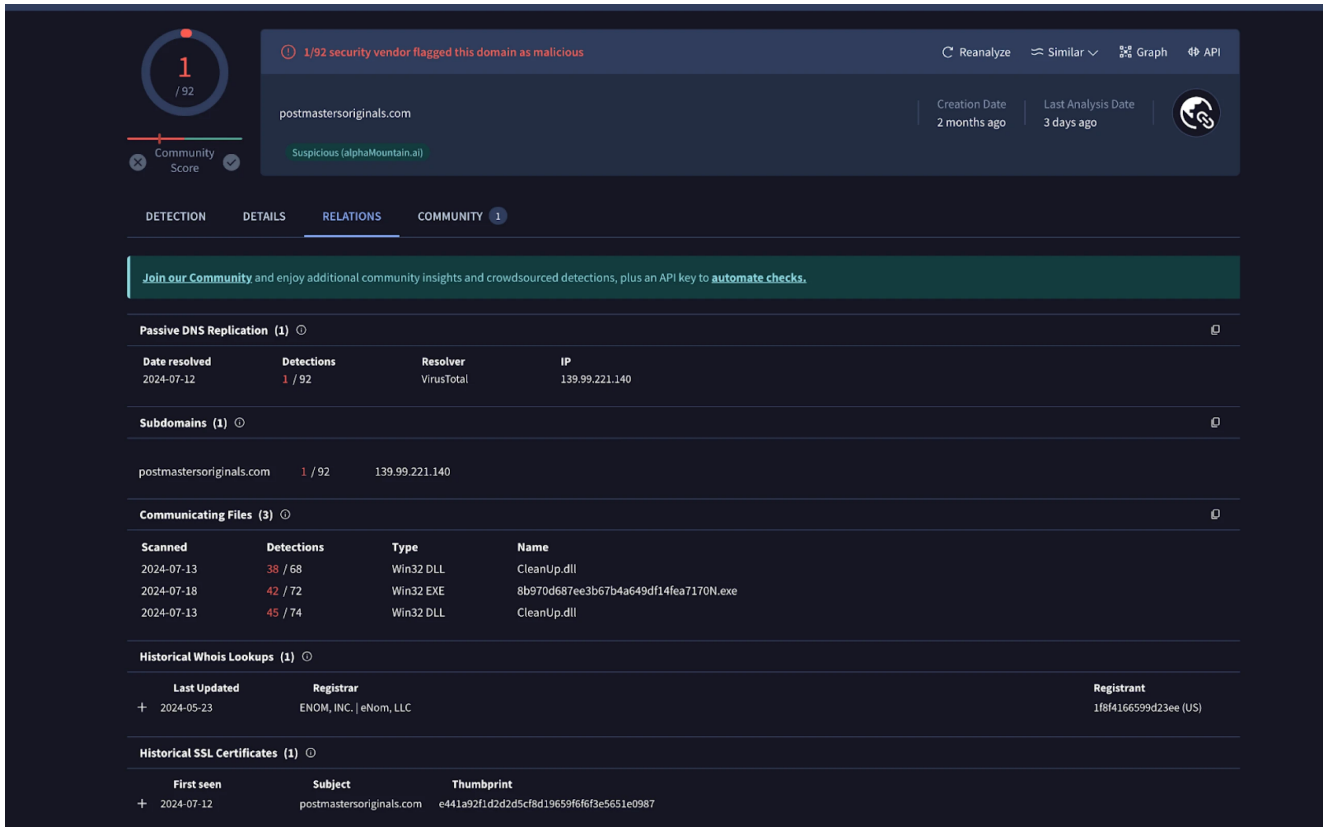 1
/ 92
Community
Score
1/92 security vendor flagged this domain as malicious
Reanalyze Similar Graph API
postmastersoriginals.com
Suspicious (alphaMountain.ai)
Creation Date
2 months ago
Last Analysis Date
3 days ago
DETECTION DETAILS RELATIONS COMMUNITY 1
Join our Community and enjoy additional community insights and crowdsourced detections, plus an API key to automate checks.
Passive DNS Replication (1)
Date resolved Detections Resolver IP
2024-07-12 1 / 92 VirusTotal 139.99.221.140
Subdomains (1)
postmastersoriginals.com 1 / 92 139.99.221.140
Communicating Files (3)
Scanned Detections Type Name
2024-07-13 38 / 68 Win32 DLL CleanUp.dll
2024-07-18 42 / 72 Win32 EXE 8b970d687ee3b67b4a649df14fea7170N.exe
2024-07-13 45 / 74 Win32 DLL CleanUp.dll
Historical Whois Lookups (1)
Last Updated Registrar Registrant
+ 2024-05-23 ENOM, INC. | eNom, LLC 1f8f4166599d23ee (US)
Historical SSL Certificates (1)
First seen Subject Thumbprint
+ 2024-07-12 postmastersoriginals.com e441a92f1d2d2d5cf8d19659f6f6f3e5651e0987